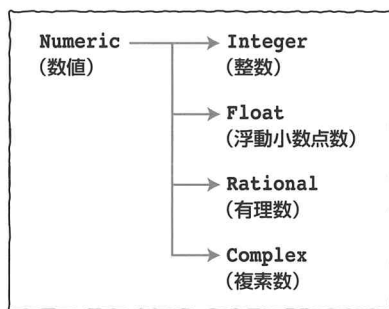 Numeric
(数値)
Integer
(整数)
Float
(浮動小数点数)
Rational
(有理数)
Complex
(複素数)